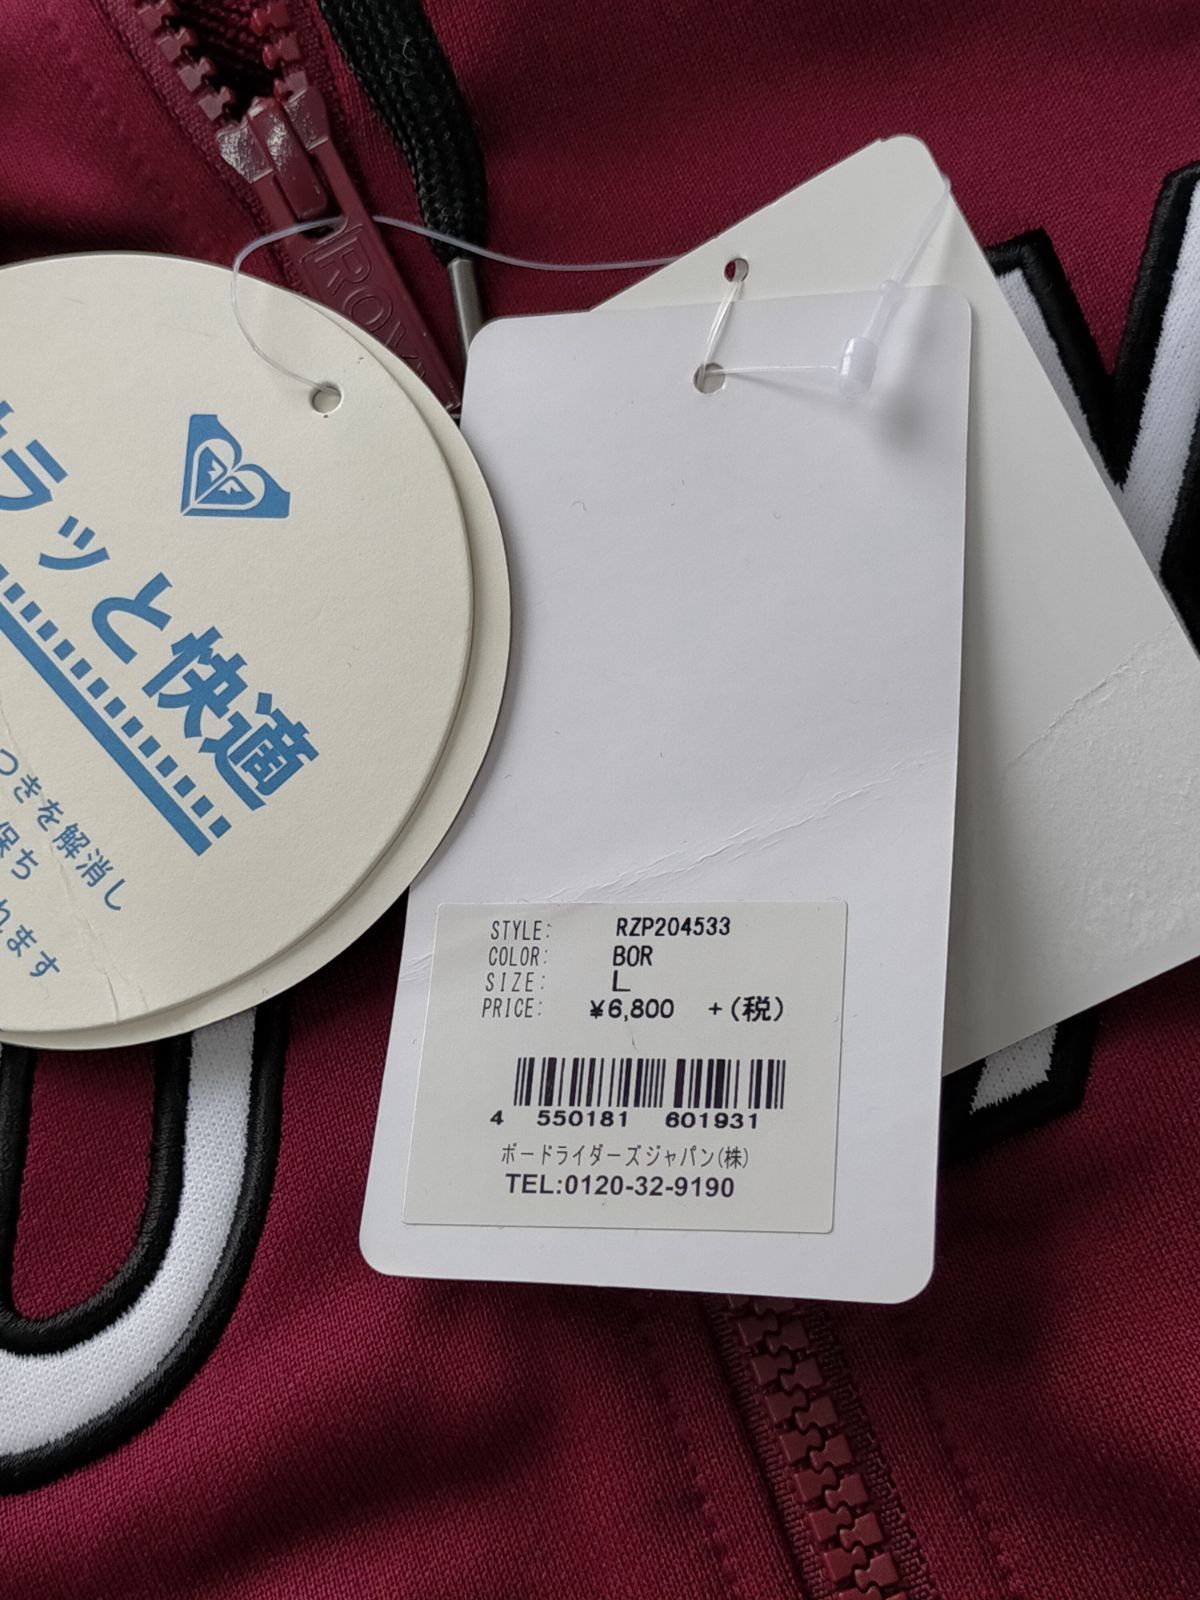 ROXY
ラッと快適
つきを解消し
保ち
れます
STYLE: RZP204533
COLOR: BOR
SIZE: L
PRICE: ¥6,800 +(税)
4 550181 601931
ボードライダーズジャパン(株)
TEL:0120-32-9190